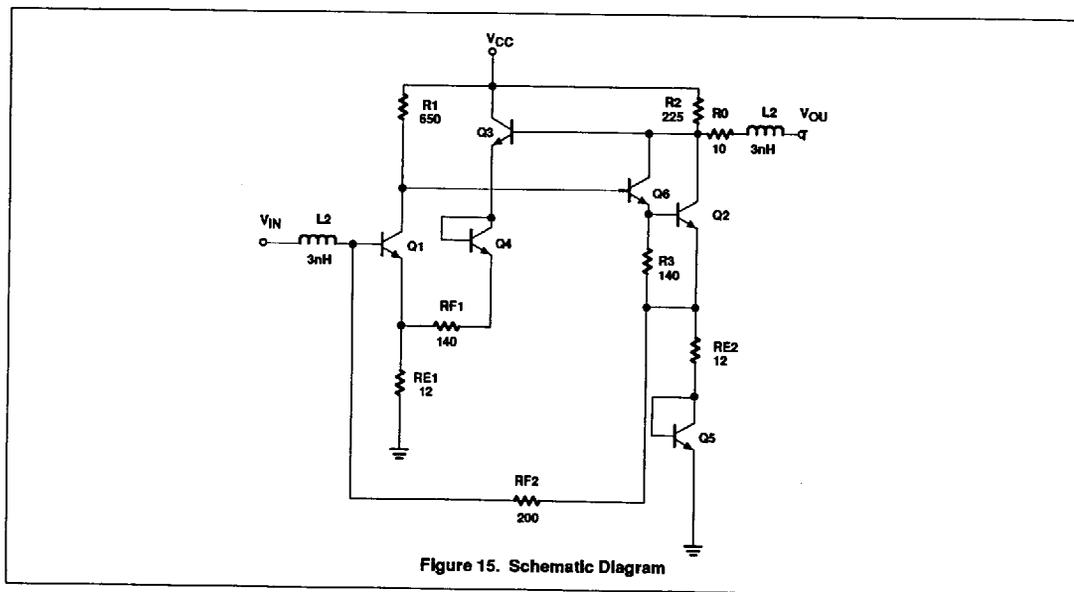 VCC
R1
650
R2
225
R0
10
L2
3nH
VOU
T
Q3
Q6
Q2
VIN
L2
3nH
Q1
Q4
R3
140
RF1
140
RE1
12
RE2
12
Q5
RF2
200
Figure 15. Schematic Diagram